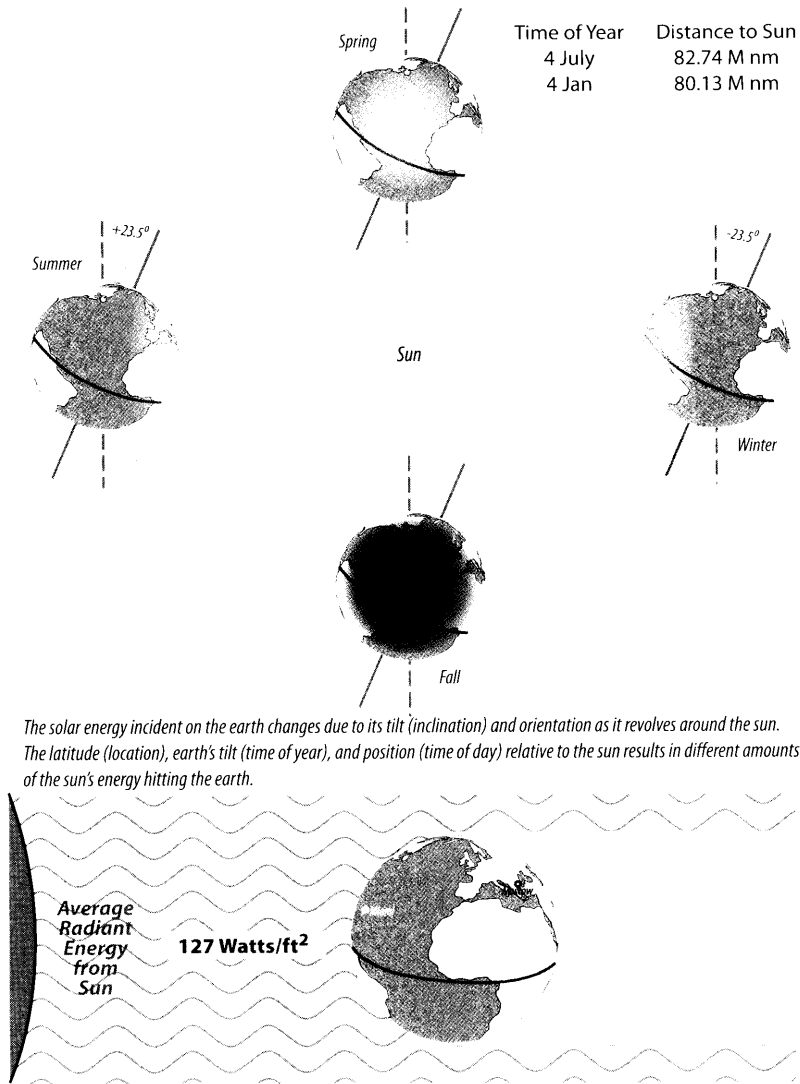 Spring
Time of Year Distance to Sun
4 July 82.74 M nm
4 Jan 80.13 M nm
+23.5º
Summer
-23.5º
Sun
Winter
Fall
The solar energy incident on the earth changes due to its tilt (inclination) and orientation as it revolves around the sun.
The latitude (location), earth's tilt (time of year), and position (time of day) relative to the sun results in different amounts
of the sun's energy hitting the earth.
Average
Radiant
Energy
from
Sun
127 Watts/ft²